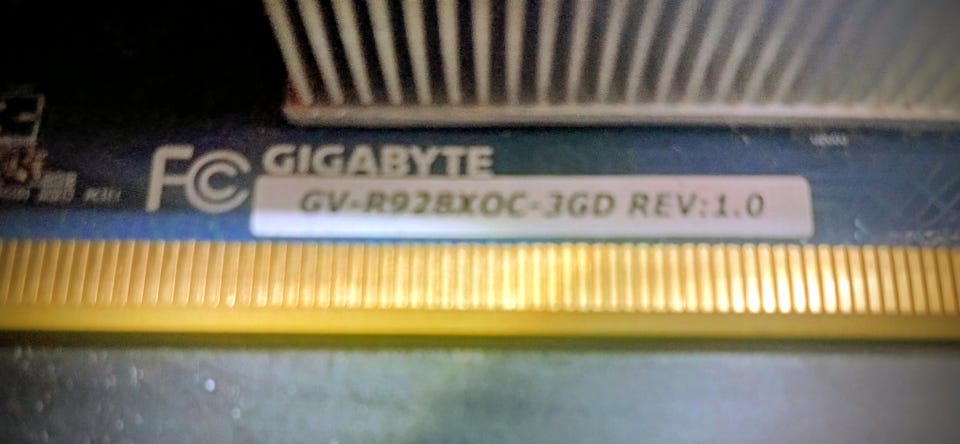 FC
GIGABYTE
GV-R928XOC-3GD REV:1.0